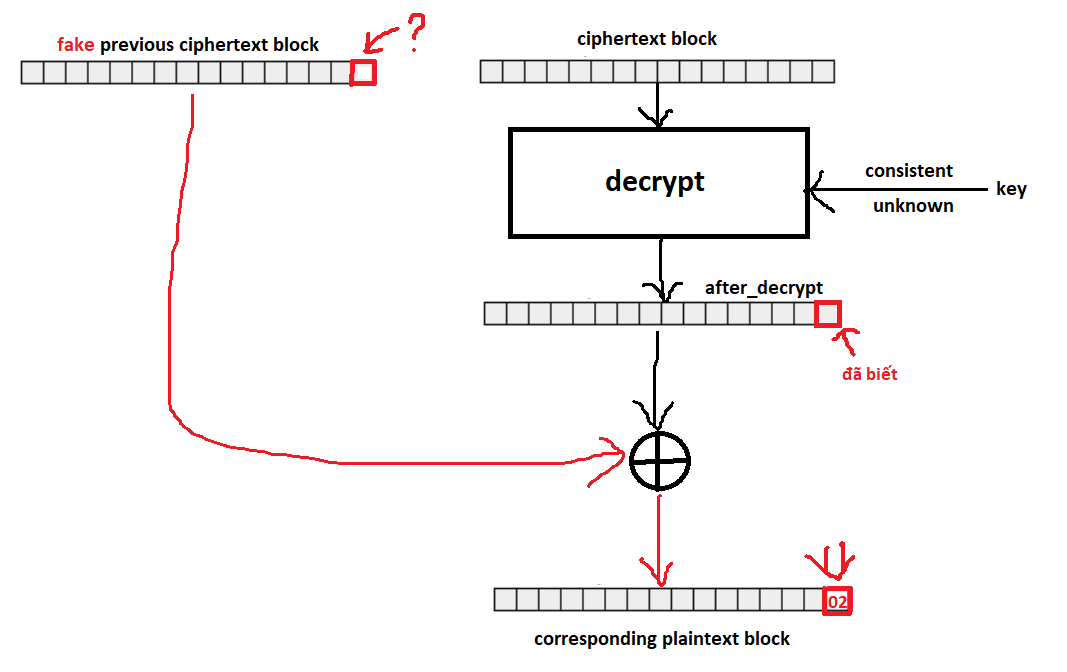 ?
fake previous ciphertext block
ciphertext block
decrypt
consistent
unknown
key
after_decrypt
đã biết
02
corresponding plaintext block